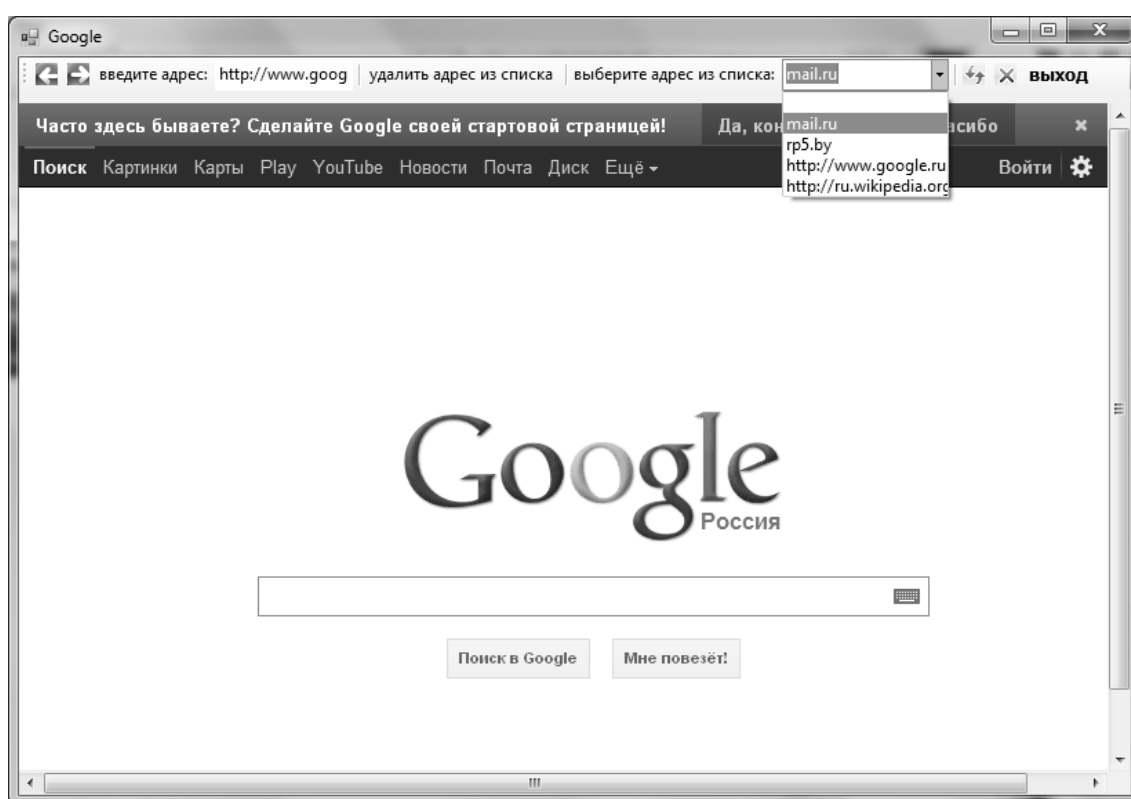 Google
введите адрес: http://www.goog удалить адрес из списка выберите адрес из списка: mail.ru выход
mail.ru
rp5.by
http://www.google.ru
http://ru.wikipedia.org
Часто здесь бываете? Сделайте Google своей стартовой страницей! Да,
Поиск Картинки Карты Play YouTube Новости Почта Диск Ещё Войти
Google
Россия
Поиск в Google Мне повезёт!